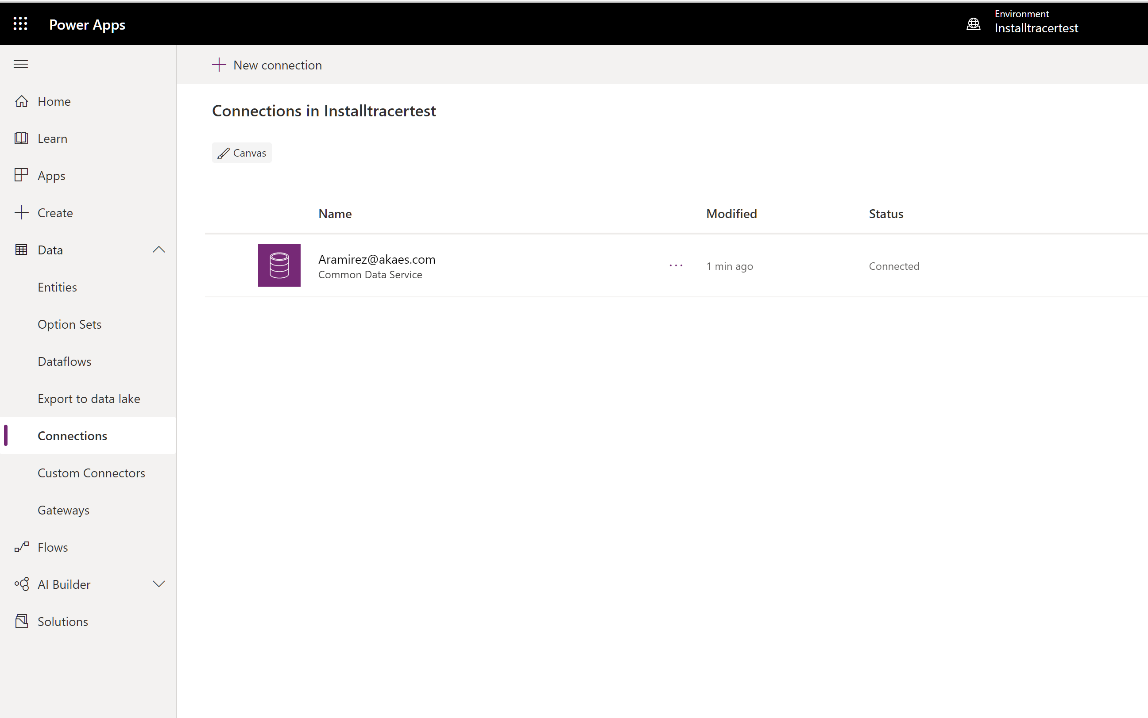 Power Apps
Environment
Installtracertest
New connection
Home
Learn
Apps
Create
Data
Entities
Option Sets
Dataflows
Export to data lake
Connections
Custom Connectors
Gateways
Flows
AI Builder
Solutions
Connections in Installtracertest
Canvas
Name Modified Status
Aramirez@akaes.com ... 1 min ago Connected
Common Data Service